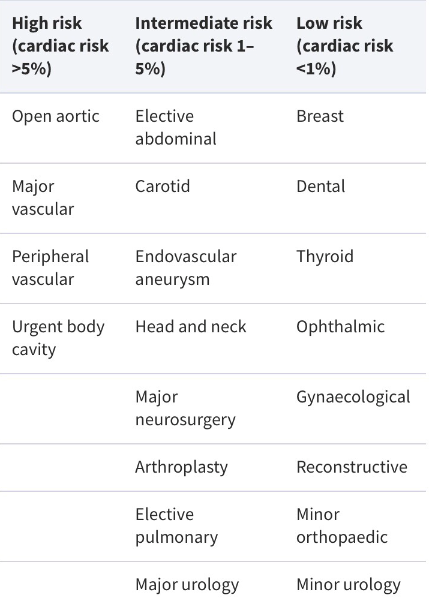 High risk (cardiac risk >5%)
Intermediate risk (cardiac risk 1–5%)
Low risk (cardiac risk <1%)
Open aortic
Elective abdominal
Breast
Major vascular
Carotid
Dental
Peripheral vascular
Endovascular aneurysm
Thyroid
Urgent body cavity
Head and neck
Ophthalmic
Major neurosurgery
Gynaecological
Arthroplasty
Reconstructive
Elective pulmonary
Minor orthopaedic
Major urology
Minor urology